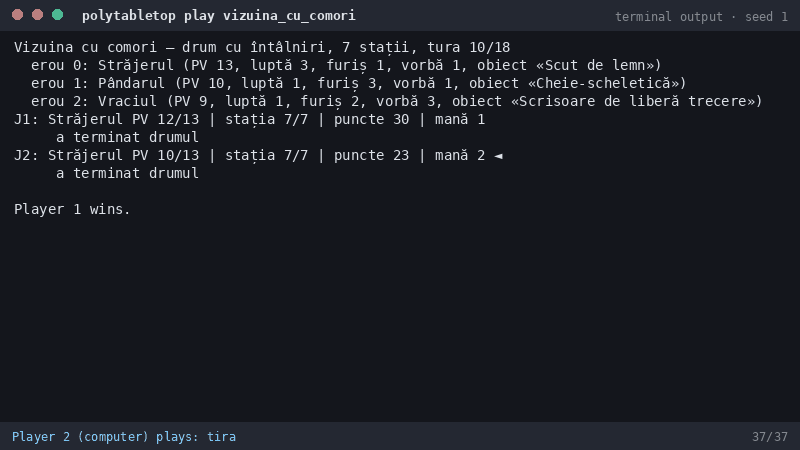 polytabletop play vizuina_cu_comori
terminal output · seed 1
Vizuina cu comori — drum cu întâlniri, 7 stații, tura 10/18
erou 0: Străjerul (PV 13, luptă 3, furiș 1, vorbă 1, obiect «Scut de lemn»)
erou 1: Pândarul (PV 10, luptă 1, furiș 3, vorbă 1, obiect «Cheie-scheletică»)
erou 2: Vraciul (PV 9, luptă 1, furiș 2, vorbă 3, obiect «Scrisoare de liberă trecere»)
J1: Străjerul PV 12/13 | stația 7/7 | puncte 30 | mană 1
a terminat drumul
J2: Străjerul PV 10/13 | stația 7/7 | puncte 23 | mană 2 ◄
a terminat drumul
Player 1 wins.
Player 2 (computer) plays: tira
37/37